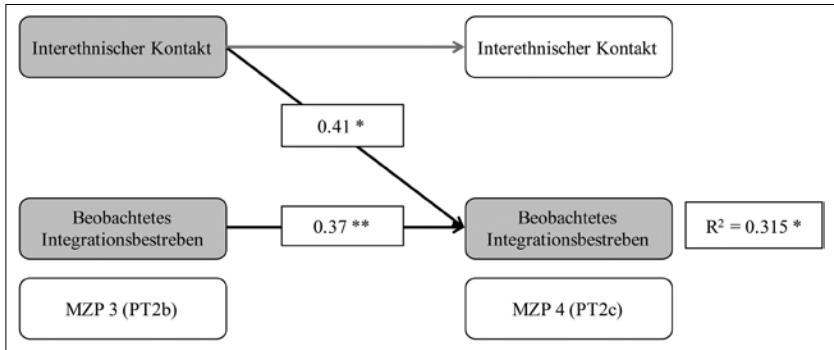 Interethnischer Kontakt
Interethnischer Kontakt
0.41 *
Beobachtetes
Integrationsbestreben
0.37 **
Beobachtetes
Integrationsbestreben
R² = 0.315 *
MZP 3 (PT2b)
MZP 4 (PT2c)